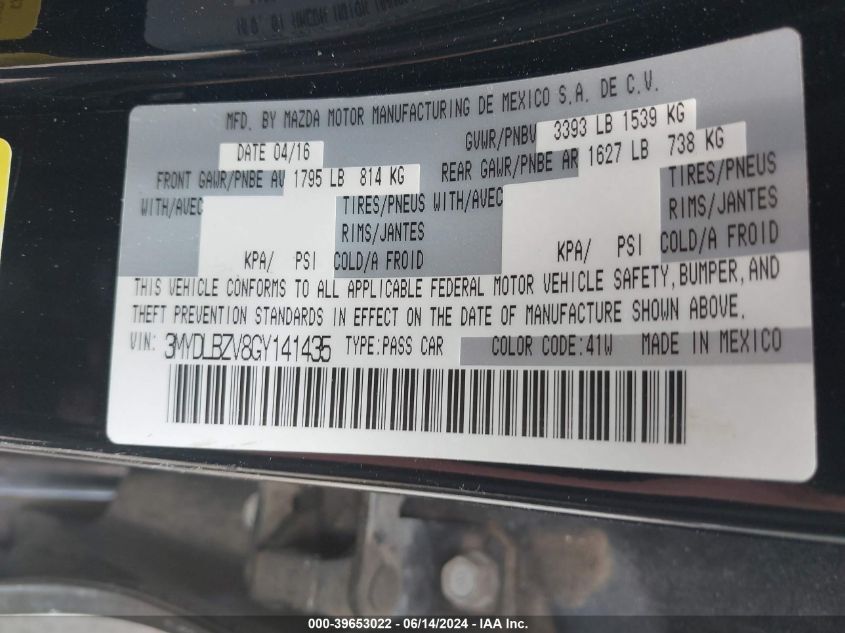 MFD. BY MAZDA MOTOR MANUFACTURING DE MEXICO S.A. DE C.V.
DATE 04/16 GVWR/PNBV 3393 LB 1539 KG
FRONT GAWR/PNBE AV 1795 LB 814 KG REAR GAWR/PNBE AR 1627 LB 738 KG
WITH/AVEC TIRES/PNEUS WITH/AVEC TIRES/PNEUS
RIMS/JANTES RIMS/JANTES
KPA/ PSI COLD/A FROID KPA/ PSI COLD/A FROID
THIS VEHICLE CONFORMS TO ALL APPLICABLE FEDERAL MOTOR VEHICLE SAFETY, BUMPER, AND
THEFT PREVENTION STANDARDS IN EFFECT ON THE DATE OF MANUFACTURE SHOWN ABOVE.
VIN: 3MYDLBZV8GY141435 TYPE:PASS CAR COLOR CODE:41W MADE IN MEXICO
000-39653022 - 06/14/2024 - IAA Inc.